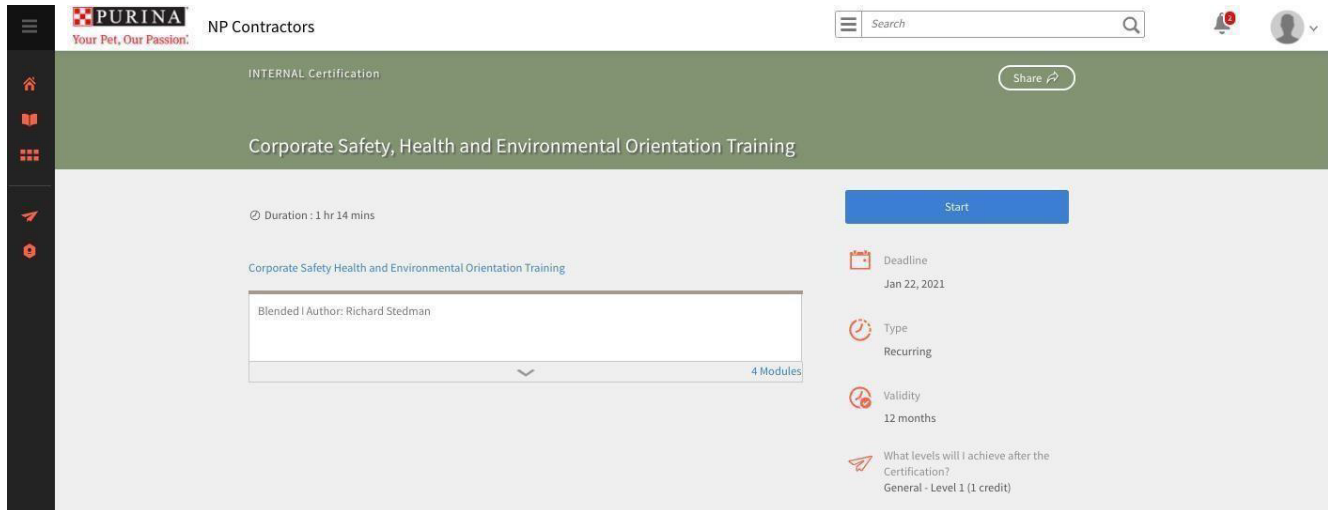 PURINA
Your Pet, Our Passion.
NP Contractors
Search
2
INTERNAL Certification
Share
Corporate Safety, Health and Environmental Orientation Training
Duration : 1 hr 14 mins
Start
Corporate Safety Health and Environmental Orientation Training
Blended | Author: Richard Stedman
4 Modules
Deadline
Jan 22, 2021
Type
Recurring
Validity
12 months
What levels will I achieve after the
Certification?
General - Level 1 (1 credit)